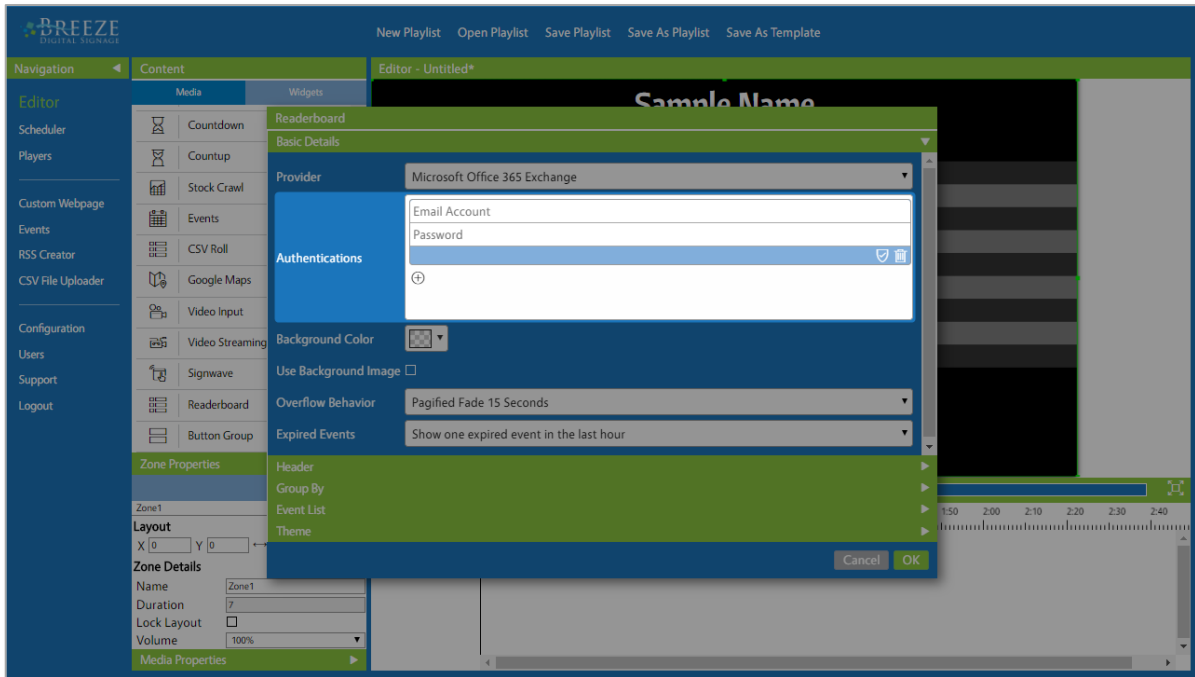 BREEZE
DIGITAL SIGNAGE
New Playlist Open Playlist Save Playlist Save As Playlist Save As Template
Navigation
Editor
Scheduler
Players
Custom Webpage
Events
RSS Creator
CSV File Uploader
Configuration
Users
Support
Logout
Content
Media Widgets
Countdown
Countup
Stock Crawl
Events
CSV Roll
Google Maps
Video Input
Video Streaming
Signwave
Readerboard
Button Group
Zone Properties
Zone1
Layout
X 0 Y 0
Zone Details
Name Zone1
Duration 7
Lock Layout
Volume 100%
Media Properties
Editor - Untitled*
Sample Name
Readerboard
Basic Details
Provider Microsoft Office 365 Exchange
Authentications
Email Account
Password
Background Color
Use Background Image
Overflow Behavior Pagified Fade 15 Seconds
Expired Events Show one expired event in the last hour
Header
Group By
Event List
Theme
Cancel OK
1:50 2:00 2:10 2:20 2:30 2:40